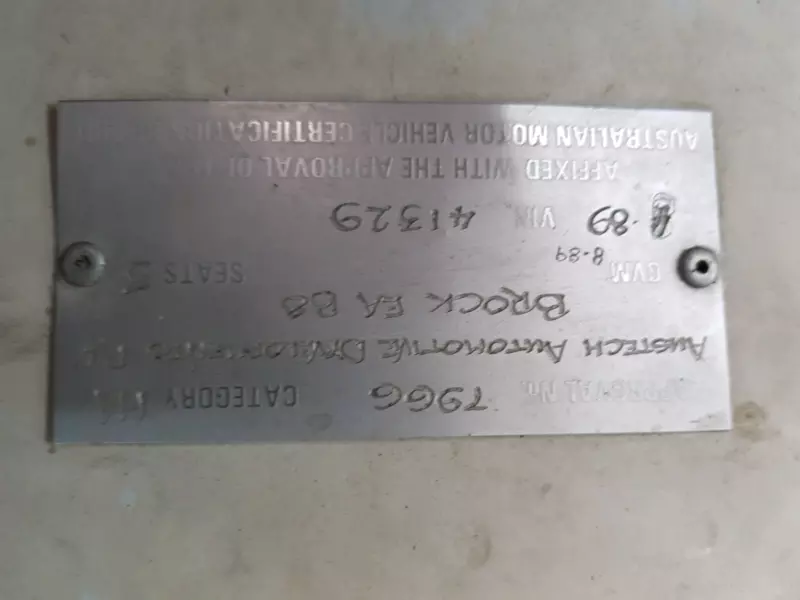 APPROVAL No. 7966 CATEGORY
AUSTECH AUTOMOTIVE DEVELOPMENTS
BROCK EA B8
GVM 8-89 SEATS 5
89 VIN 41329
AFFIXED WITH THE APPROVAL OF
AUSTRALIAN MOTOR VEHICLE CERTIFICATION